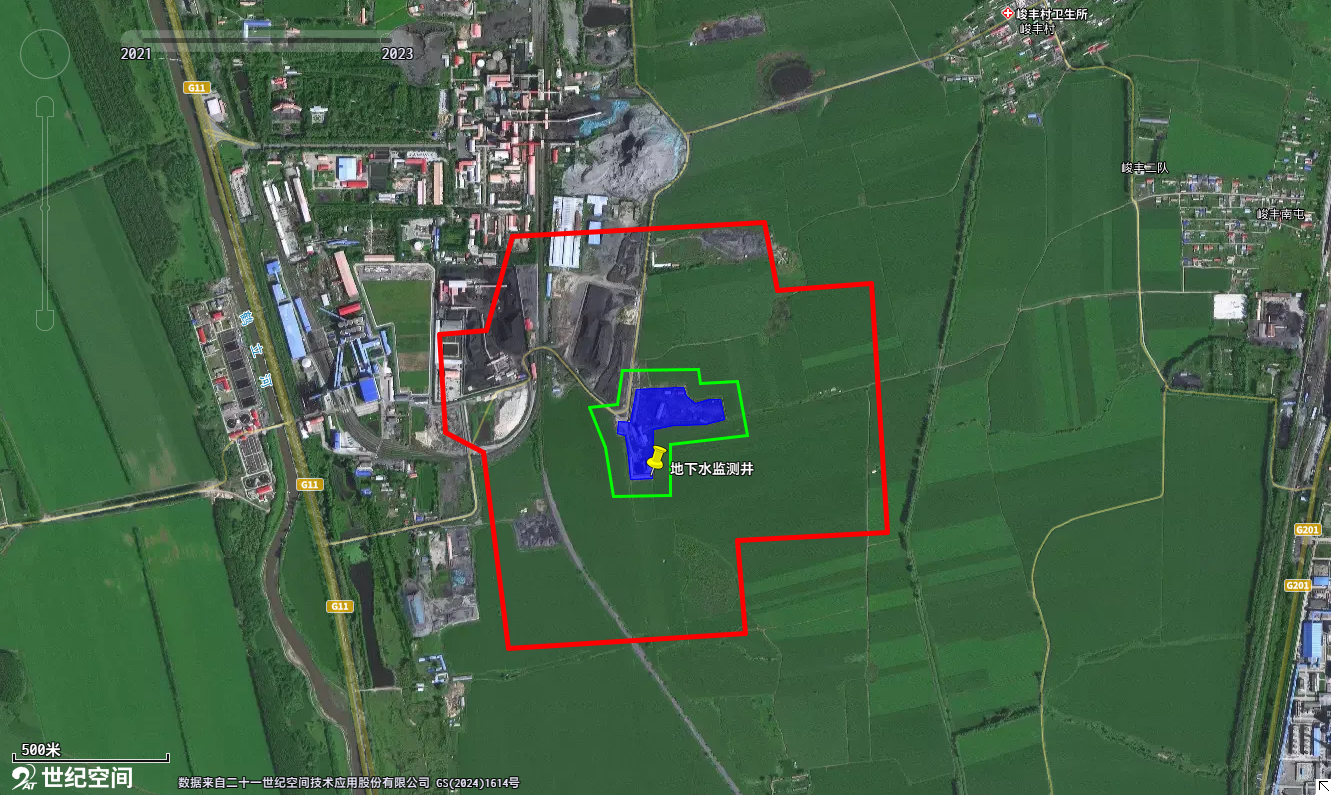 峻丰村卫生所
峻丰村
2021
2023
G11
峻丰二队
峻丰南屯
立
河
地下水监测井
G11
G201
G201
G11
500米
AT 世纪空间
数据来自二十一世纪空间技术应用股份有限公司 GS(2024)1614号